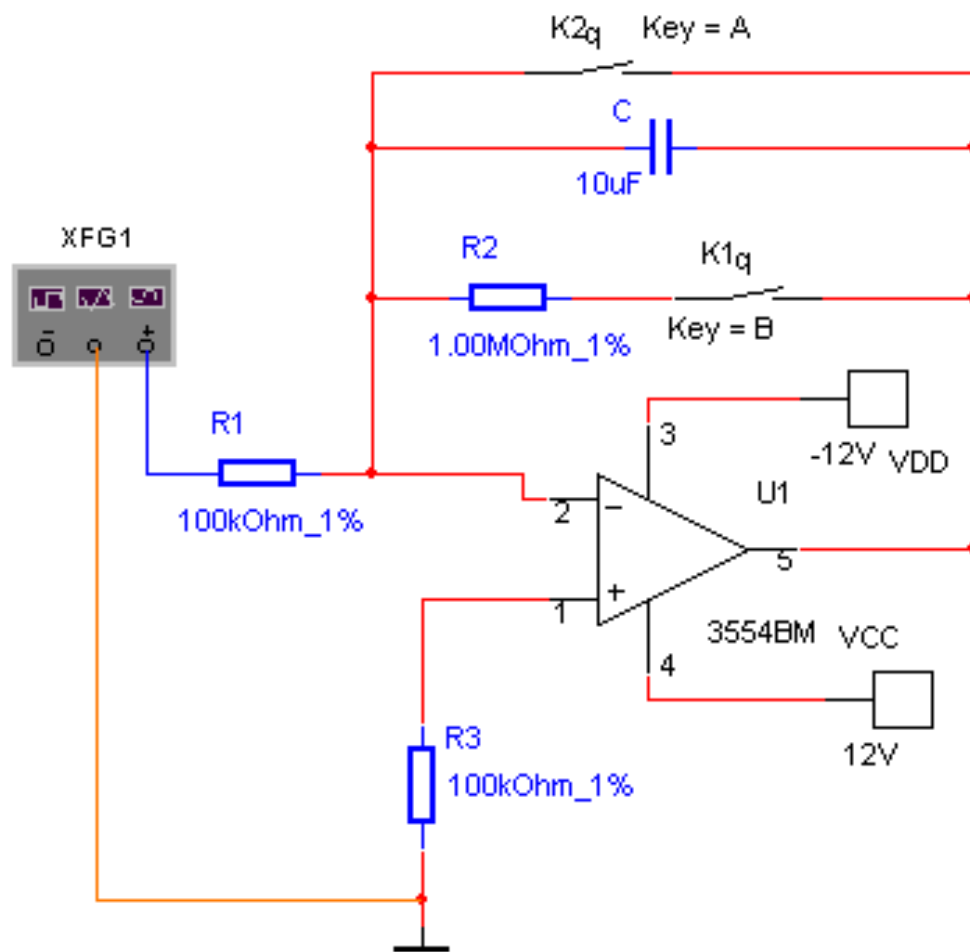 K2q Key = A
C
10uF
XFG1
R2
K1q
1.00MOhm_1%
Key = B
R1
100kOhm_1%
3
-12V VDD
U1
2
−
5
+
1
3554BM VCC
4
12V
R3
100kOhm_1%